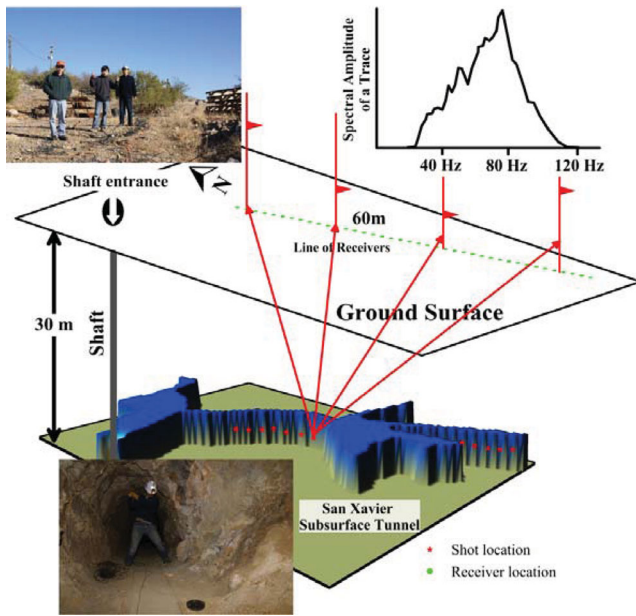 Spectral Amplitude
of a Trace
40 Hz
80 Hz
120 Hz
Shaft entrance
N
60m
Line of Receivers
Ground Surface
30 m
Shaft
San Xavier
Subsurface Tunnel
Shot location
Receiver location